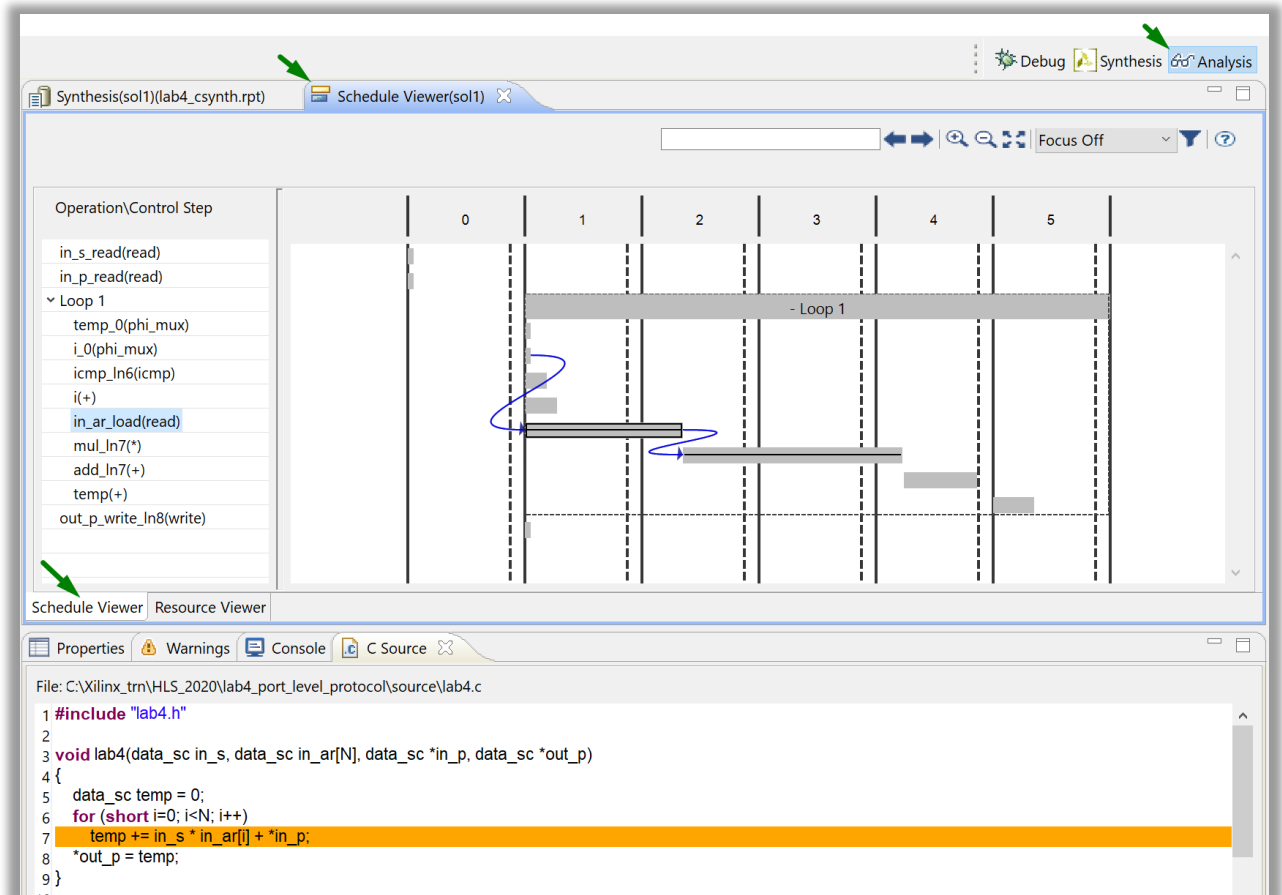 Debug Synthesis Analysis
Synthesis(sol1)(lab4_csynth.rpt) Schedule Viewer(sol1)
Focus Off
Operation\Control Step 0 1 2 3 4 5
in_s_read(read)
in_p_read(read)
Loop 1
- Loop 1
temp_0(phi_mux)
i_0(phi_mux)
icmp_ln6(icmp)
i(+)
in_ar_load(read)
mul_ln7(*)
add_ln7(+)
temp(+)
out_p_write_ln8(write)
Schedule Viewer Resource Viewer
Properties Warnings Console C Source
File: C:\Xilinx_trn\HLS_2020\lab4_port_level_protocol\source\lab4.c
1 #include "lab4.h"
2
3 void lab4(data_sc in_s, data_sc in_ar[N], data_sc *in_p, data_sc *out_p)
4 {
5 data_sc temp = 0;
6 for (short i=0; i<N; i++)
7 temp += in_s * in_ar[i] + *in_p;
8 *out_p = temp;
9 }